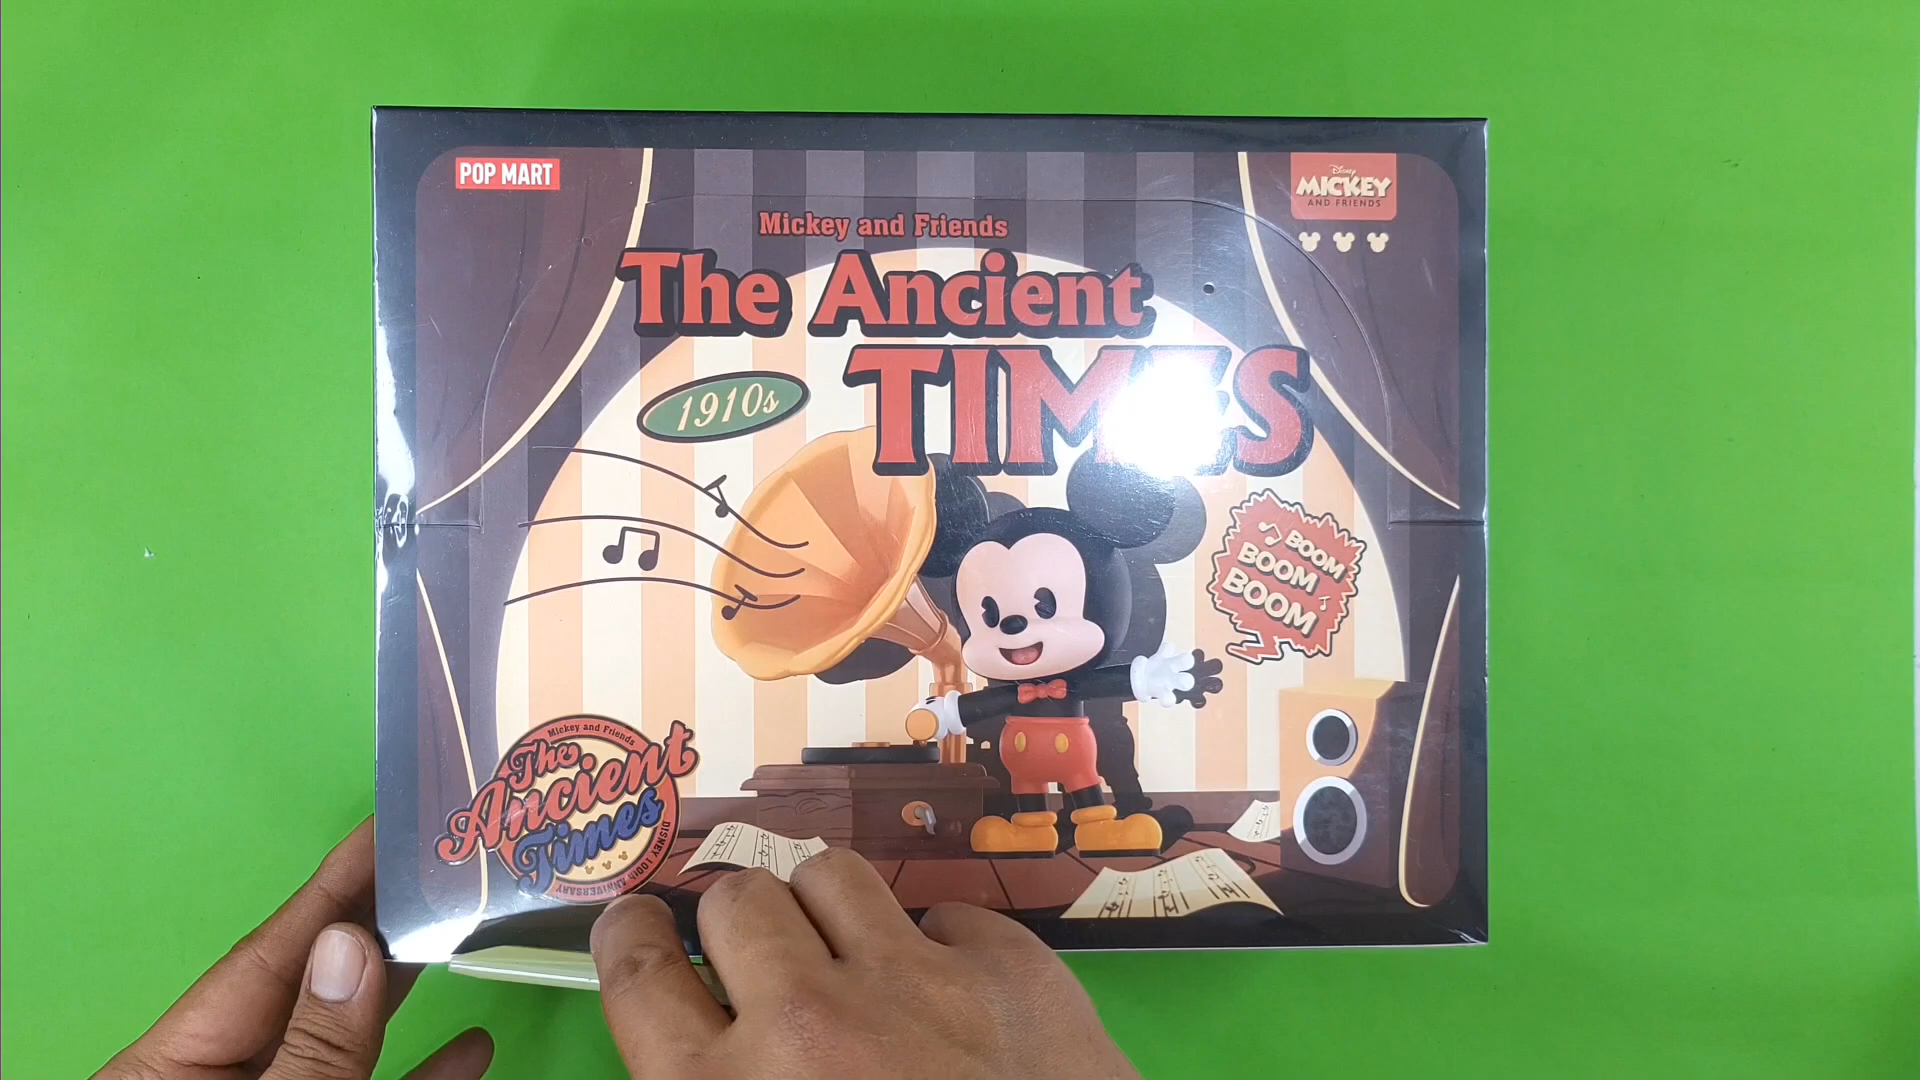 POP MART
Disney
MICKEY
AND FRIENDS
Mickey and Friends
The Ancient
TIMES
1910s
BOOM
BOOM
BOOM
Mickey and Friends
The
Ancient
Times
DISNEY 100th ANNIVERSARY